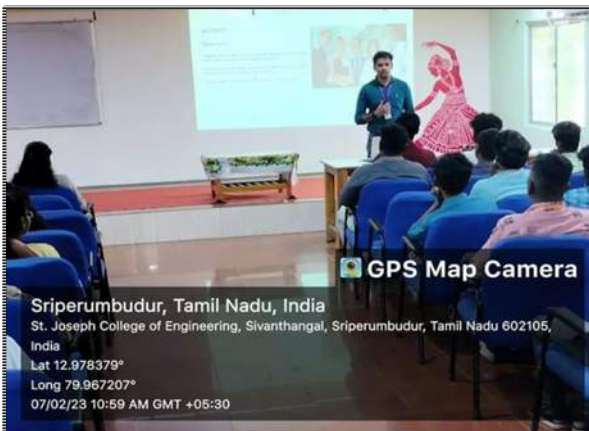 GPS Map Camera
Sriperumbudur, Tamil Nadu, India
St. Joseph College of Engineering, Sivanthangal, Sriperumbudur, Tamil Nadu 602105,
India
Lat 12.978379°
Long 79.967207°
07/02/23 10:59 AM GMT +05:30